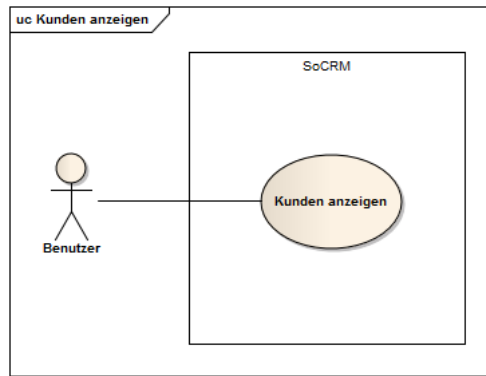 uc Kunden anzeigen
SoCRM
Kunden anzeigen
Benutzer